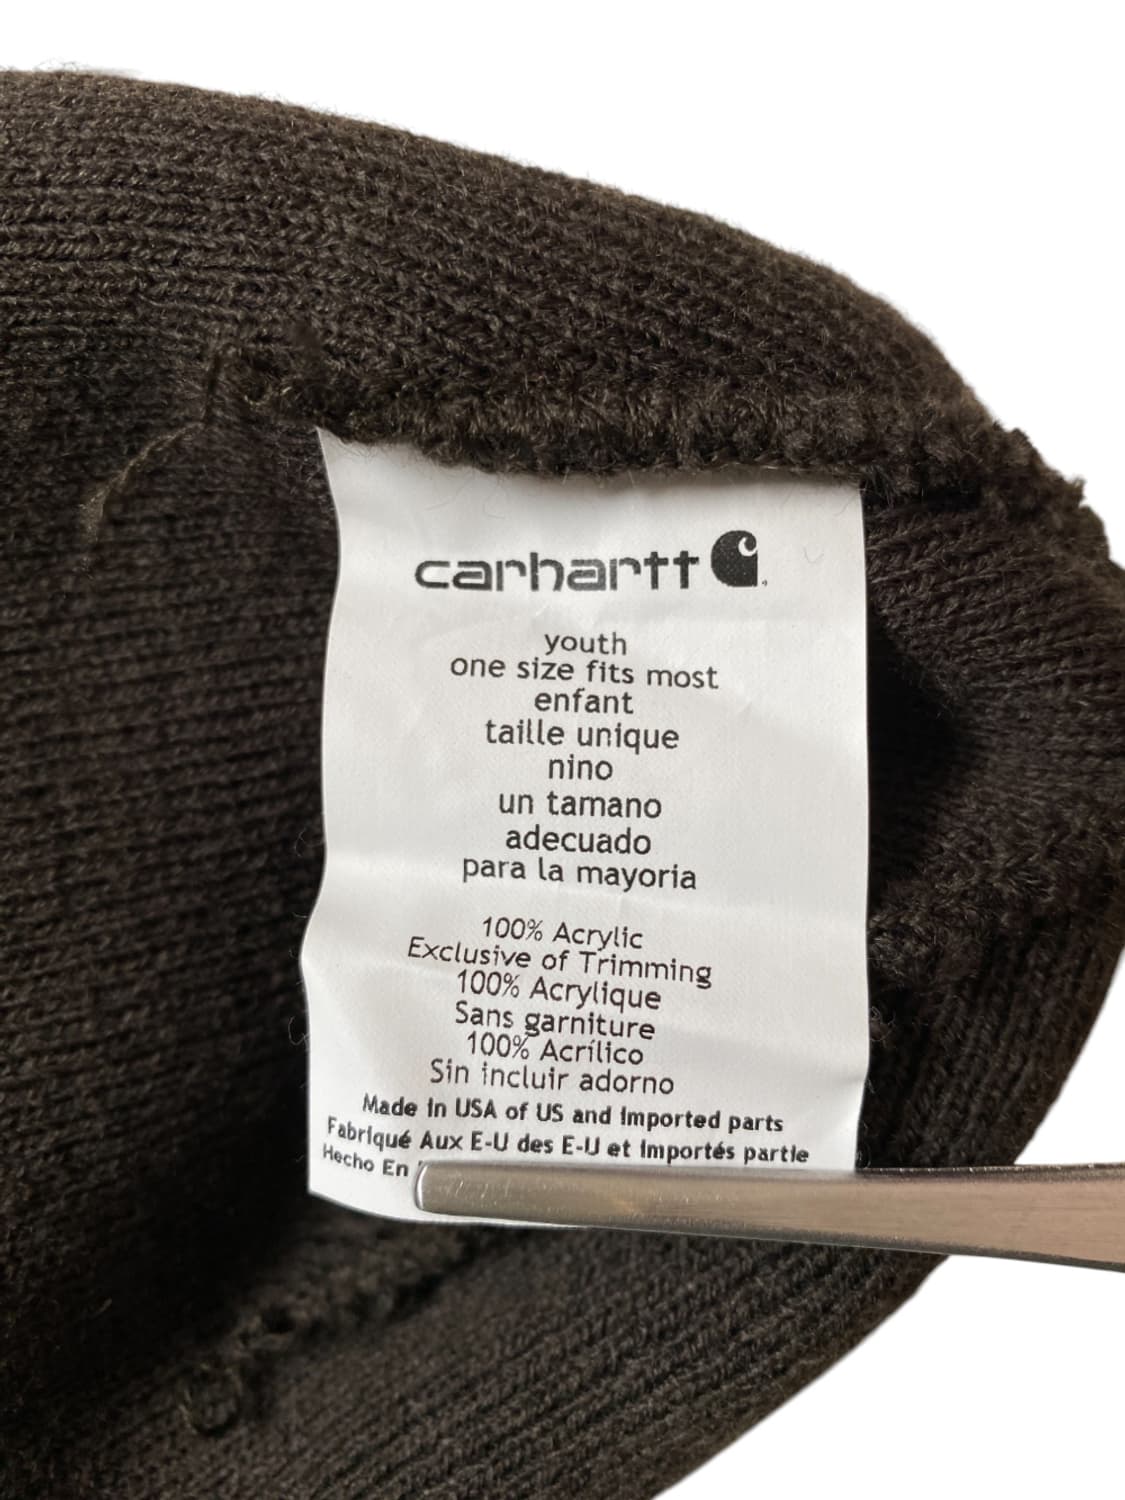 carhartt
youth
one size fits most
enfant
taille unique
nino
un tamano
adecuado
para la mayoria
100% Acrylic
Exclusive of Trimming
100% Acrylique
Sans garniture
100% Acrílico
Sin incluir adorno
Made in USA of US and Imported parts
Fabriqué Aux E-U des E-U et Importés partie
Hecho En